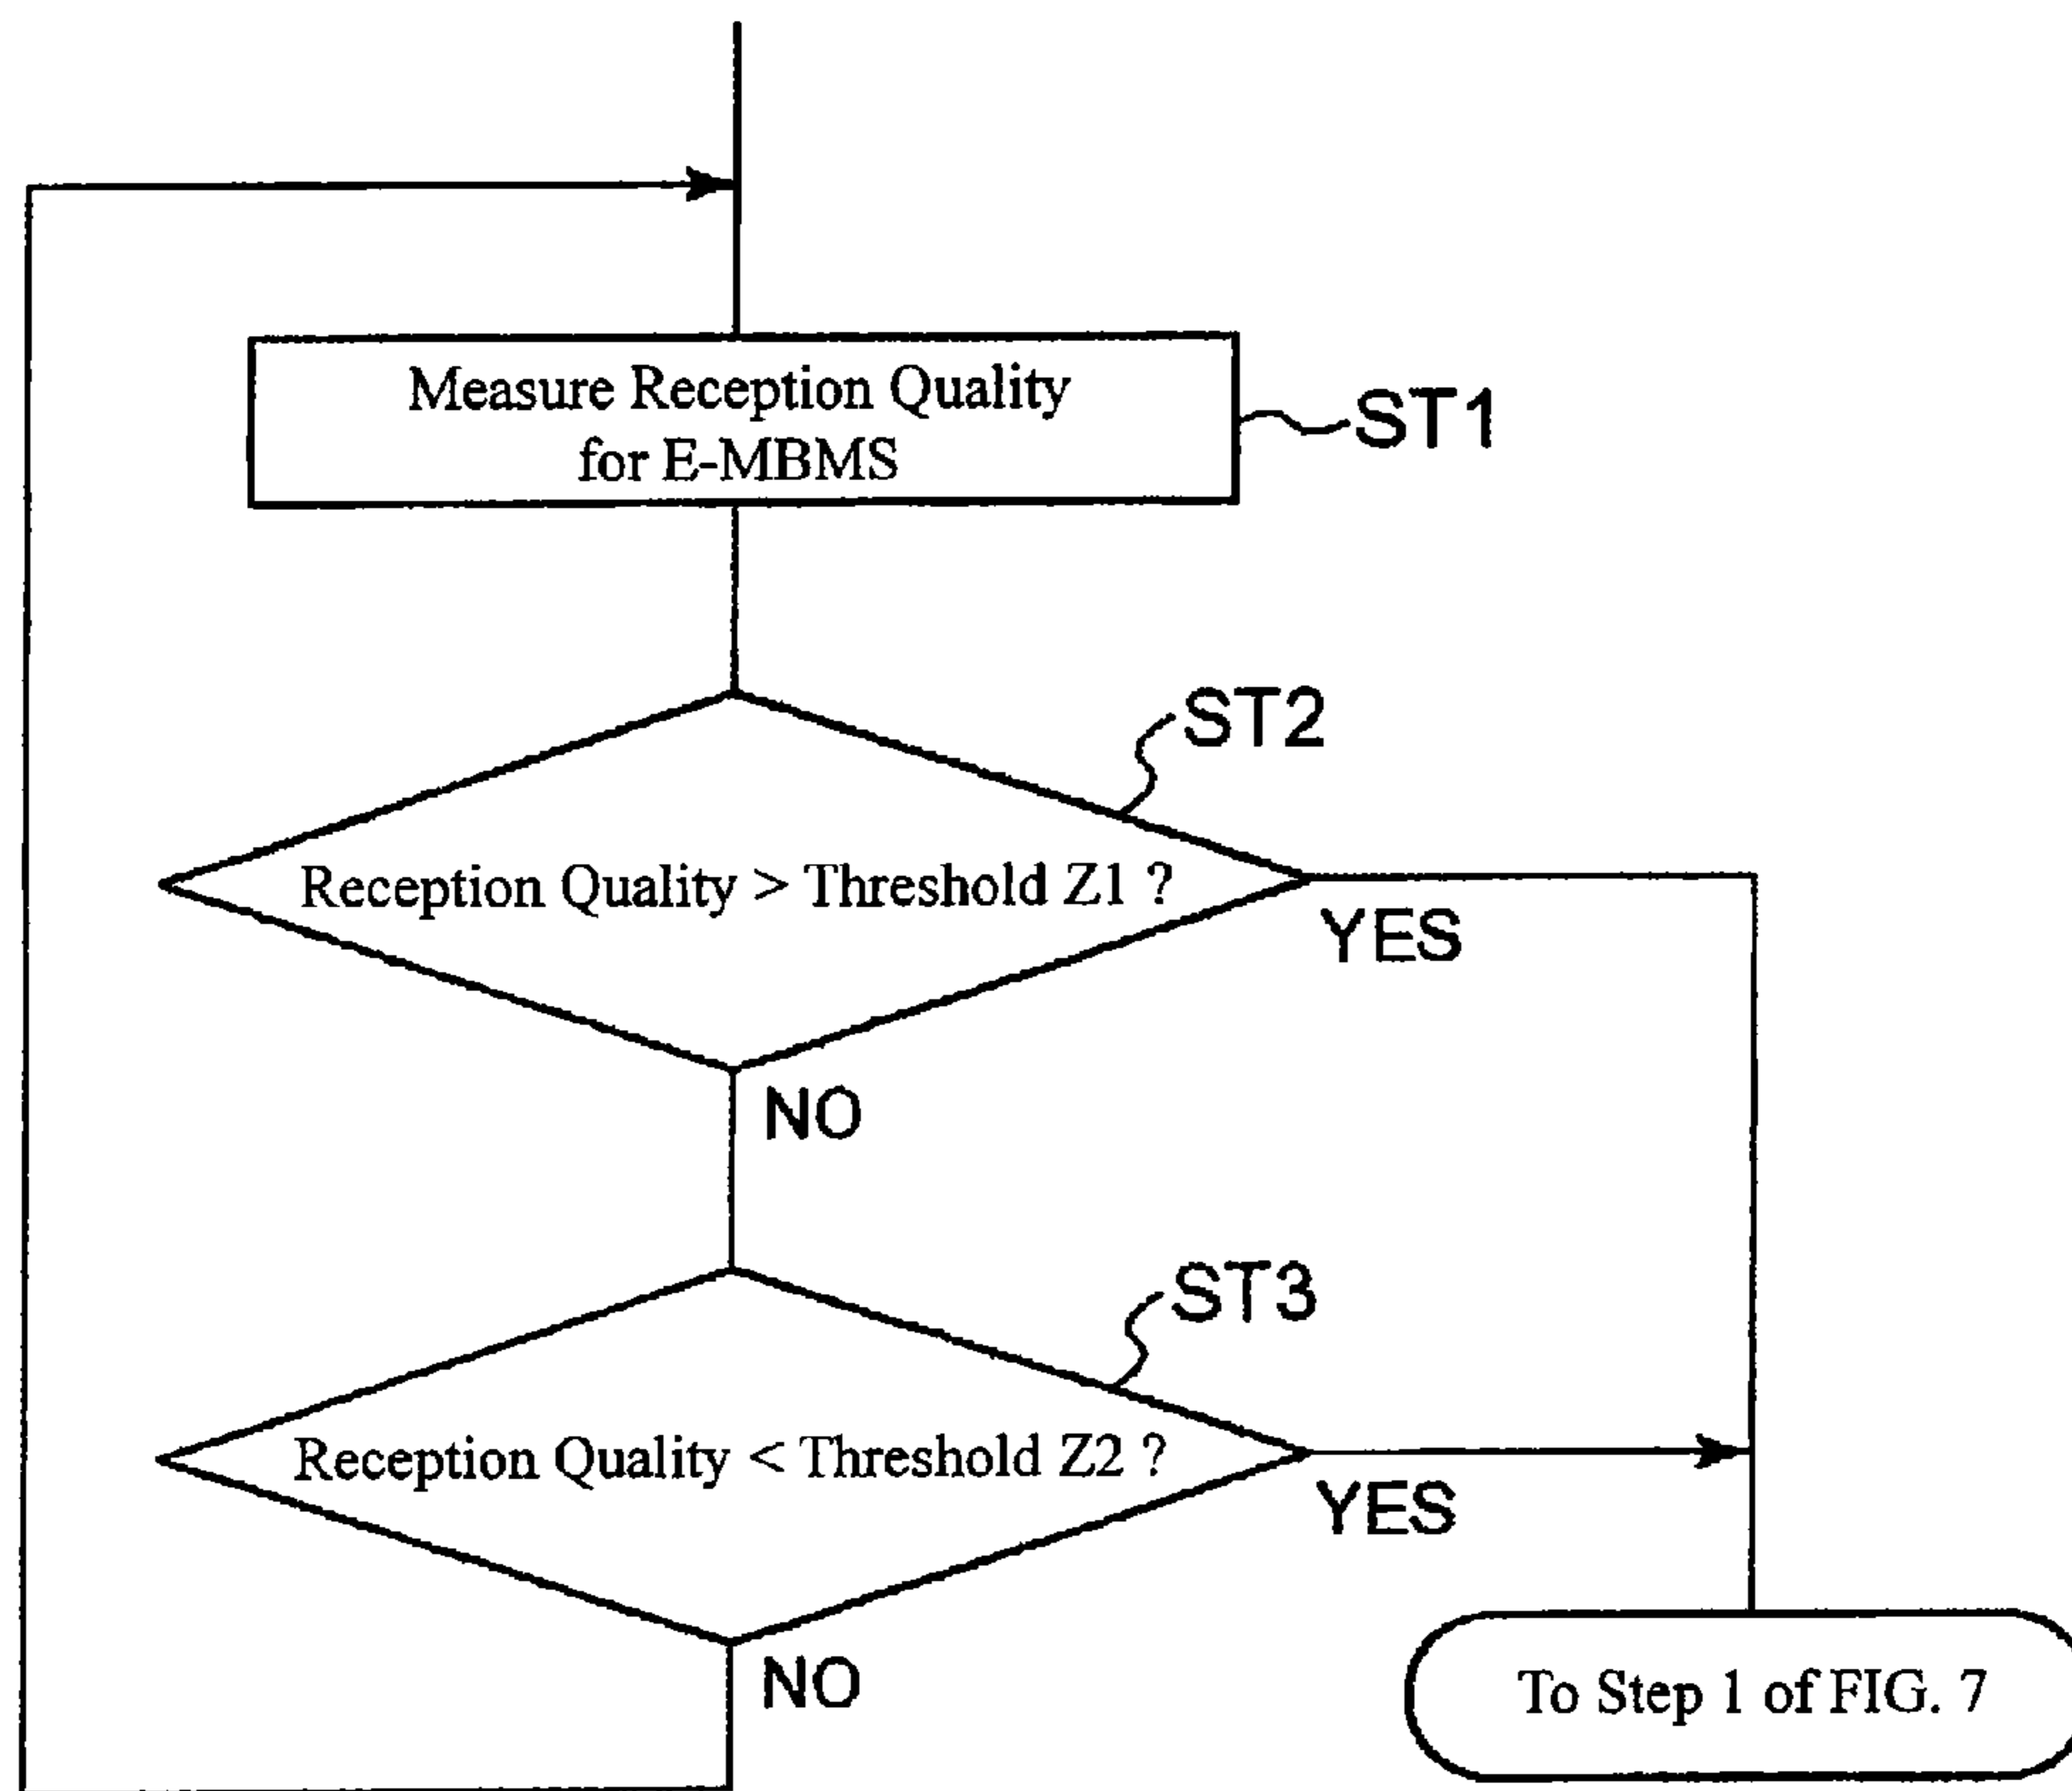 Measure Reception Quality
for E-MBMS
ST1
ST2
Reception Quality > Threshold Z1 ?
YES
NO
ST3
Reception Quality < Threshold Z2 ?
YES
NO
To Step 1 of FIG. 7